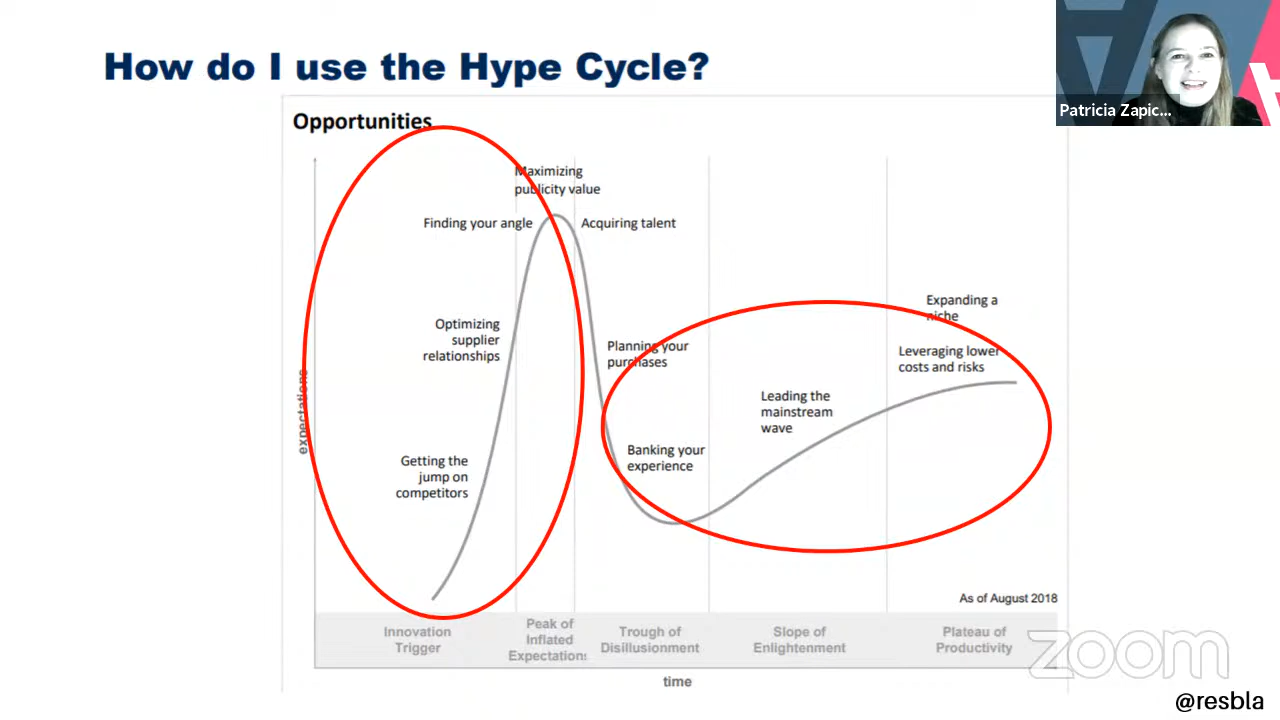 How do I use the Hype Cycle?
Patricia Zapic...
Opportunities
Maximizing
publicity value
Finding your angle
Acquiring talent
Optimizing
supplier
relationships
Planning your
purchases
Expanding a
niche
Leveraging lower
costs and risks
Leading the
mainstream
wave
Banking your
experience
Getting the
jump on
competitors
expectations
As of August 2018
Innovation
Trigger
Peak of
Inflated
Expectations
Trough of
Disillusionment
Slope of
Enlightenment
Plateau of
Productivity
time
zoom
@resbla